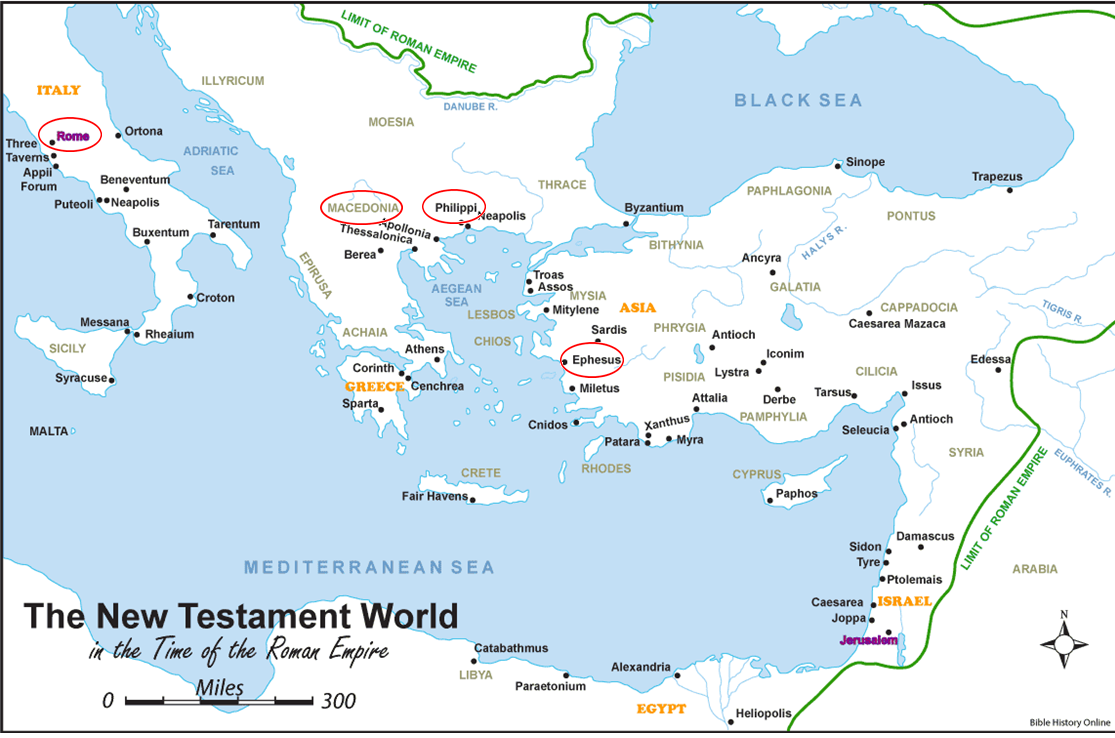 LIMIT OF ROMAN EMPIRE
ILLYRICUM
ITALY
DANUBE R.
BLACK SEA
MOESIA
Rome
Ortona
Three
Taverns
ADRIATIC
SEA
Appii
Forum
Sinope
Trapezus
Beneventum
THRACE
PAPHLAGONIA
Puteoli
Neapolis
MACEDONIA
Philippi
Neapolis
Byzantium
PONTUS
Tarentum
Buxentum
Apollonia
Thessalonica
BITHYNIA
HALYS R.
Berea
EPIRUSA
Ancyra
Troas
Assos
GALATIA
AEGEAN
SEA
MYSIA
Croton
LESBOS
Mitylene
ASIA
CAPPADOCIA
Caesarea Mazaca
TIGRIS R.
Messana
Rheaium
ACHAIA
CHIOS
Sardis
PHRYGIA
Antioch
SICILY
Athens
Ephesus
Iconim
Edessa
Corinth
Lystra
Syracuse
GREECE
Cenchrea
PISIDIA
CILICIA
Miletus
Derbe
Tarsus
Issus
Sparta
Attalia
PAMPHYLIA
MALTA
Cnidos
Xanthus
Antioch
Seleucia
Patara
Myra
SYRIA
EUPHRATES R.
CRETE
RHODES
CYPRUS
Fair Havens
Paphos
LIMIT OF ROMAN EMPIRE
Damascus
Sidon
Tyre
MEDITERRANEAN SEA
ARABIA
Ptolemais
Caesarea
ISRAEL
Joppa
Jerusalem
The New Testament World
in the Time of the Roman Empire
Catabathmus
Alexandria
LIBYA
Paraetonium
Miles
0 300
EGYPT
Heliopolis
N
Bible History Online